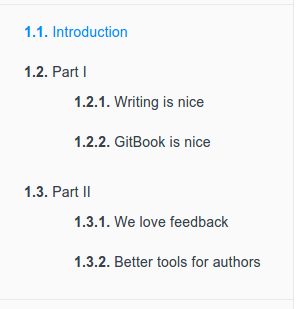 1.1. Introduction
1.2. Part I
1.2.1. Writing is nice
1.2.2. GitBook is nice
1.3. Part II
1.3.1. We love feedback
1.3.2. Better tools for authors